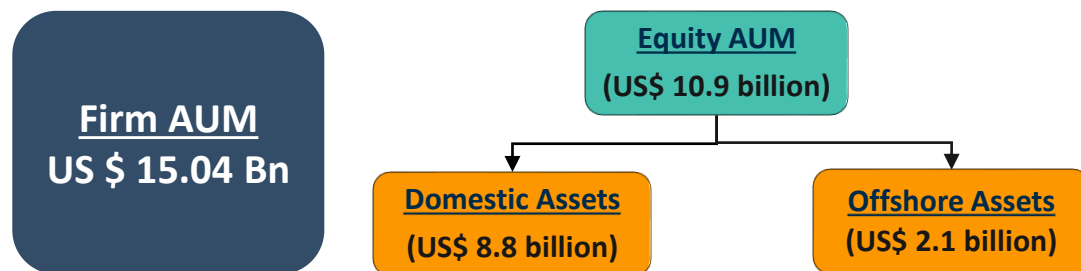 Firm AUM
US $ 15.04 Bn
Equity AUM
(US$ 10.9 billion)
Domestic Assets
(US$ 8.8 billion)
Offshore Assets
(US$ 2.1 billion)